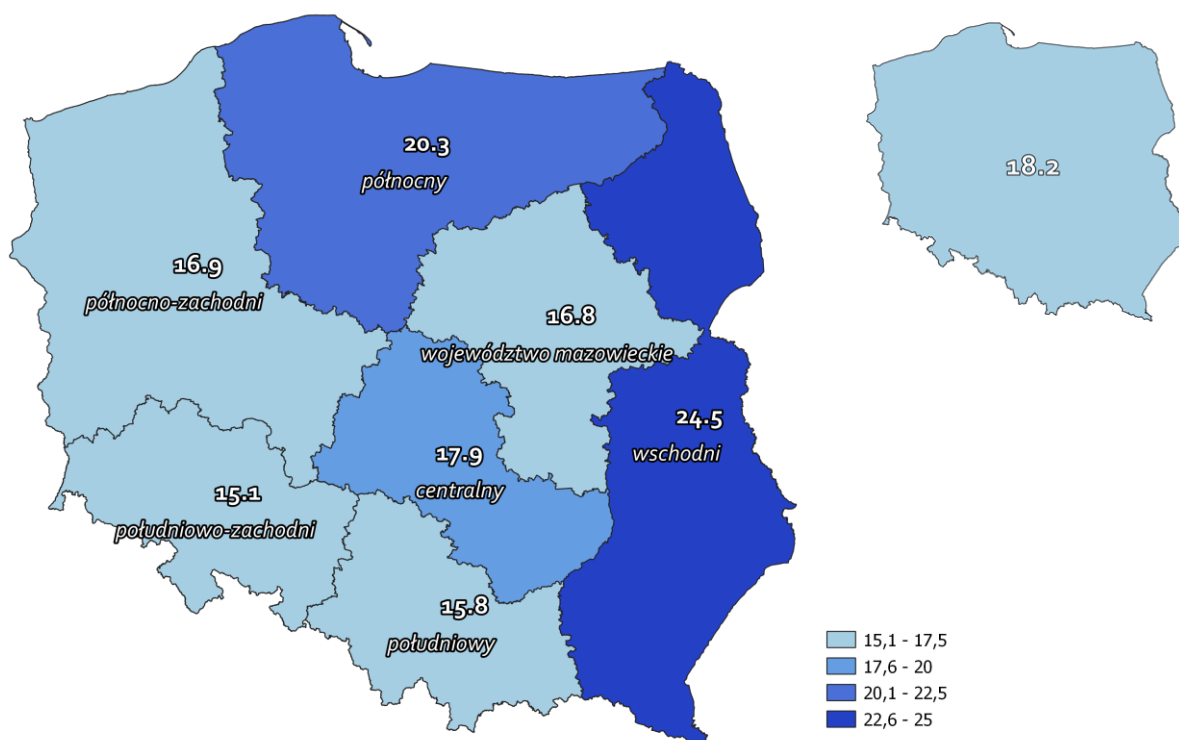 20.3
północny
18.2
16.9
północno-zachodni
16.8
województwo mazowieckie
24.5
wschodni
17.9
centralny
15.1
południowo-zachodni
15.8
południowy
15,1 - 17,5
17,6 - 20
20,1 - 22,5
22,6 - 25